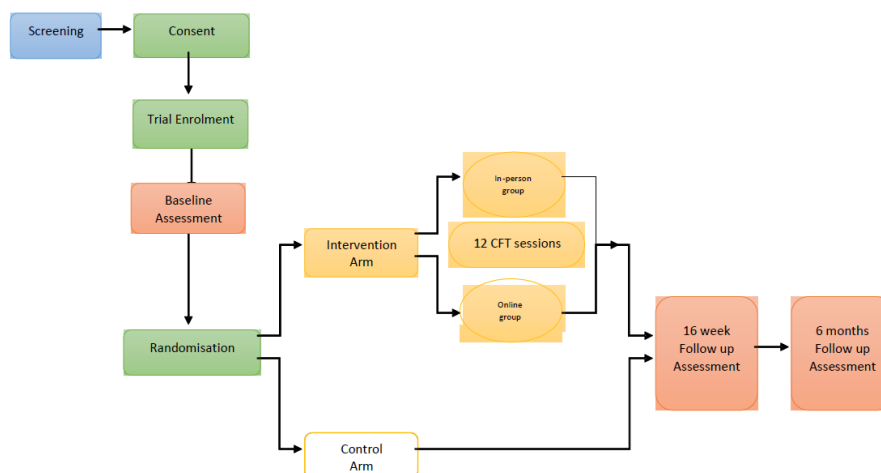 Screening
Consent
Trial Enrolment
Baseline
Assessment
Randomisation
Intervention
Arm
In-person
group
12 CFT sessions
Online
group
Control
Arm
16 week
Follow up
Assessment
6 months
Follow up
Assessment